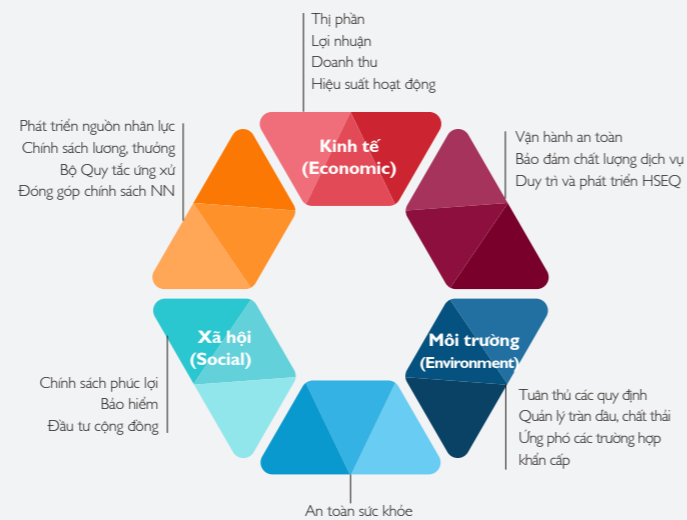 Thị phần
Lợi nhuận
Doanh thu
Hiệu suất hoạt động
Phát triển nguồn nhân lực
Chính sách lương, thưởng
Bộ Quy tắc ứng xử
Đóng góp chính sách NN
Kinh tế
(Economic)
Vận hành an toàn
Bảo đảm chất lượng dịch vụ
Duy trì và phát triển HSEQ
Xã hội
(Social)
Môi trường
(Environment)
Chính sách phúc lợi
Bảo hiểm
Đầu tư cộng đồng
Tuân thủ các quy định
Quản lý tràn dầu, chất thải
Ứng phó các trường hợp
khẩn cấp
An toàn sức khỏe